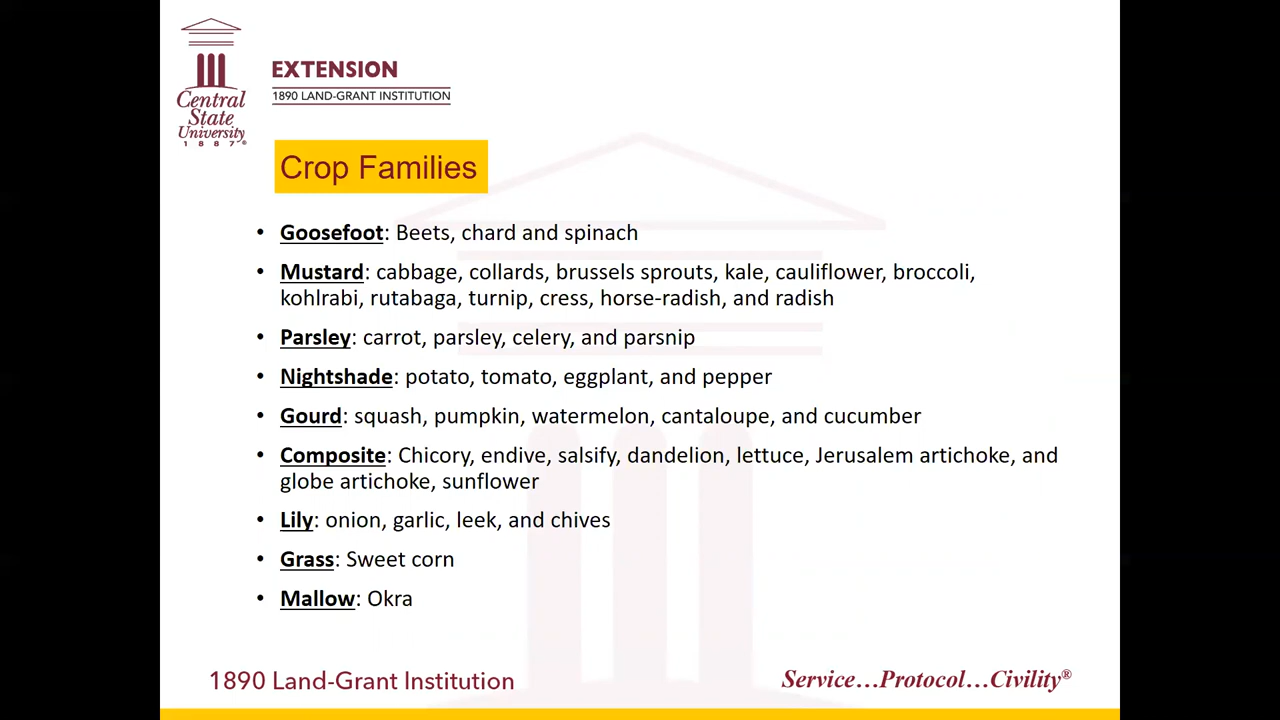 EXTENSION
1890 LAND-GRANT INSTITUTION
Central
State
University
1887®
Crop Families
• Goosefoot: Beets, chard and spinach
• Mustard: cabbage, collards, brussels sprouts, kale, cauliflower, broccoli,
kohlrabi, rutabaga, turnip, cress, horse-radish, and radish
• Parsley: carrot, parsley, celery, and parsnip
• Nightshade: potato, tomato, eggplant, and pepper
• Gourd: squash, pumpkin, watermelon, cantaloupe, and cucumber
• Composite: Chicory, endive, salsify, dandelion, lettuce, Jerusalem artichoke, and
globe artichoke, sunflower
• Lily: onion, garlic, leek, and chives
• Grass: Sweet corn
• Mallow: Okra
1890 Land-Grant Institution
Service…Protocol…Civility®